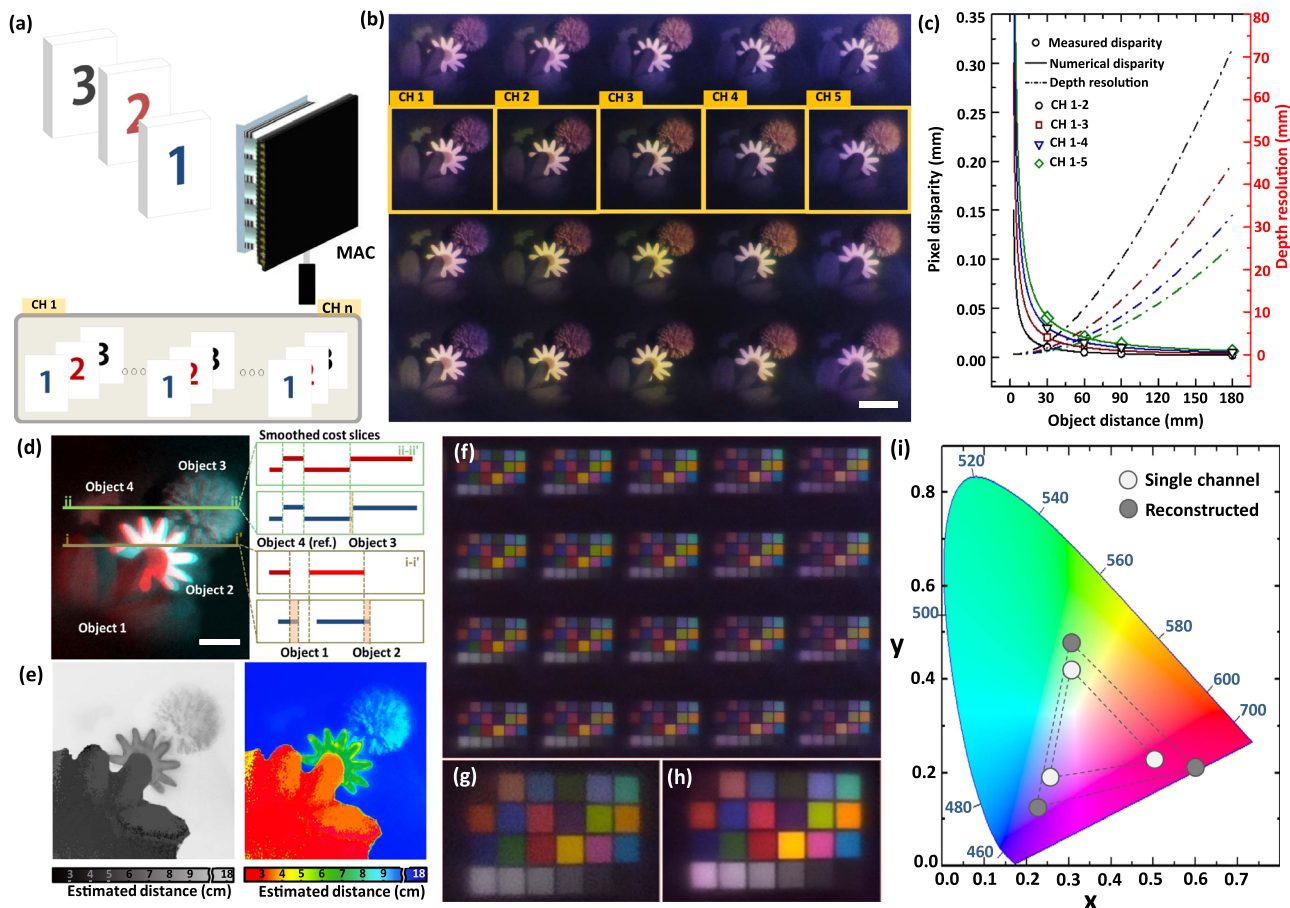 (a)
3
2
1
MAC
CH 1
CH n
1 2 3 1 2 3 1 2 3
(b)
CH 1 CH 2 CH 3 CH 4 CH 5
(c)
0.35
0.30
0.25
0.20
0.15
0.10
0.05
0.00
Pixel disparity (mm)
Measured disparity
Numerical disparity
Depth resolution
CH 1-2
CH 1-3
CH 1-4
CH 1-5
80
70
60
50
40
30
20
10
0
Depth resolution (mm)
0 30 60 90 120 150 180
Object distance (mm)
(d)
Object 3
Object 4
ii ii'
i i'
Object 2
Object 1
Smoothed cost slices
ii-ii'
Object 4 (ref.) Object 3
i-i'
Object 1 Object 2
(e)
3 4 5 6 7 8 9 18
Estimated distance (cm)
3 4 5 6 7 8 9 18
Estimated distance (cm)
(f)
(g)
(h)
(i)
Single channel
Reconstructed
520
540
560
580
600
700
500
480
460
0.8
0.6
0.4
0.2
0.0
y
0.0 0.1 0.2 0.3 0.4 0.5 0.6 0.7
x